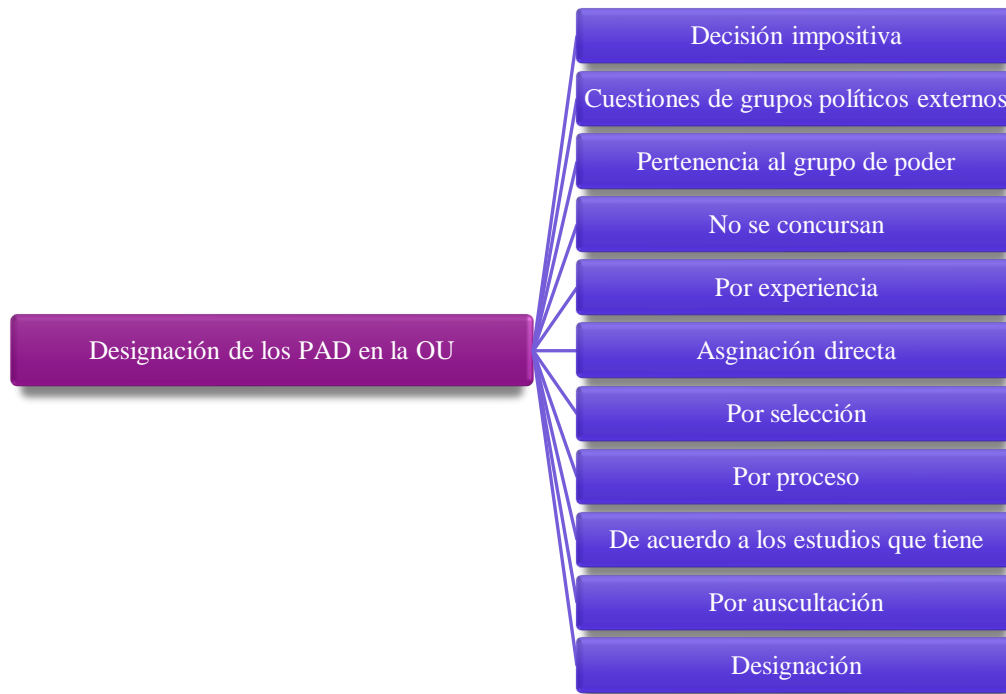 Designación de los PAD en la OU
Decisión impositiva
Cuestiones de grupos políticos externos
Pertenencia al grupo de poder
No se concursan
Por experiencia
Asginación directa
Por selección
Por proceso
De acuerdo a los estudios que tiene
Por auscultación
Designación